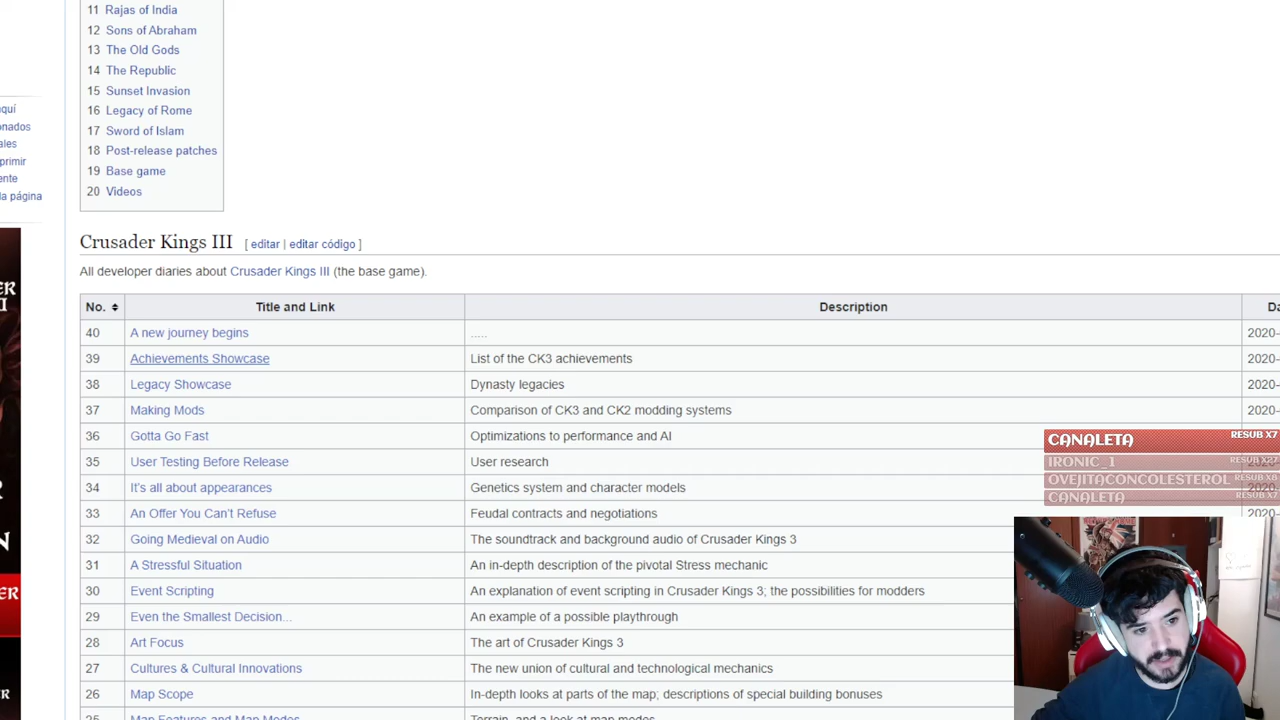 11 Rajas of India
12 Sons of Abraham
13 The Old Gods
14 The Republic
15 Sunset Invasion
16 Legacy of Rome
17 Sword of Islam
18 Post-release patches
19 Base game
20 Videos
Crusader Kings III [ editar | editar código ]
All developer diaries about Crusader Kings III (the base game).
No. Title and Link Description
40 A new journey begins ..... 2020-
39 Achievements Showcase List of the CK3 achievements 2020-
38 Legacy Showcase Dynasty legacies 2020-
37 Making Mods Comparison of CK3 and CK2 modding systems 2020-
36 Gotta Go Fast Optimizations to performance and AI
35 User Testing Before Release User research
34 It's all about appearances Genetics system and character models
33 An Offer You Can't Refuse Feudal contracts and negotiations 2020-
32 Going Medieval on Audio The soundtrack and background audio of Crusader Kings 3
31 A Stressful Situation An in-depth description of the pivotal Stress mechanic
30 Event Scripting An explanation of event scripting in Crusader Kings 3; the possibilities for modders
29 Even the Smallest Decision... An example of a possible playthrough
28 Art Focus The art of Crusader Kings 3
27 Cultures & Cultural Innovations The new union of cultural and technological mechanics
26 Map Scope In-depth looks at parts of the map; descriptions of special building bonuses
25 Map Features and Map Modes Terrain, and a look at map modes
la página
CANALETA RESUB X7
IRONIC_1 RESUB X27
OVEJITACONCOLESTEROL RESUB X8
CANALETA RESUB X7